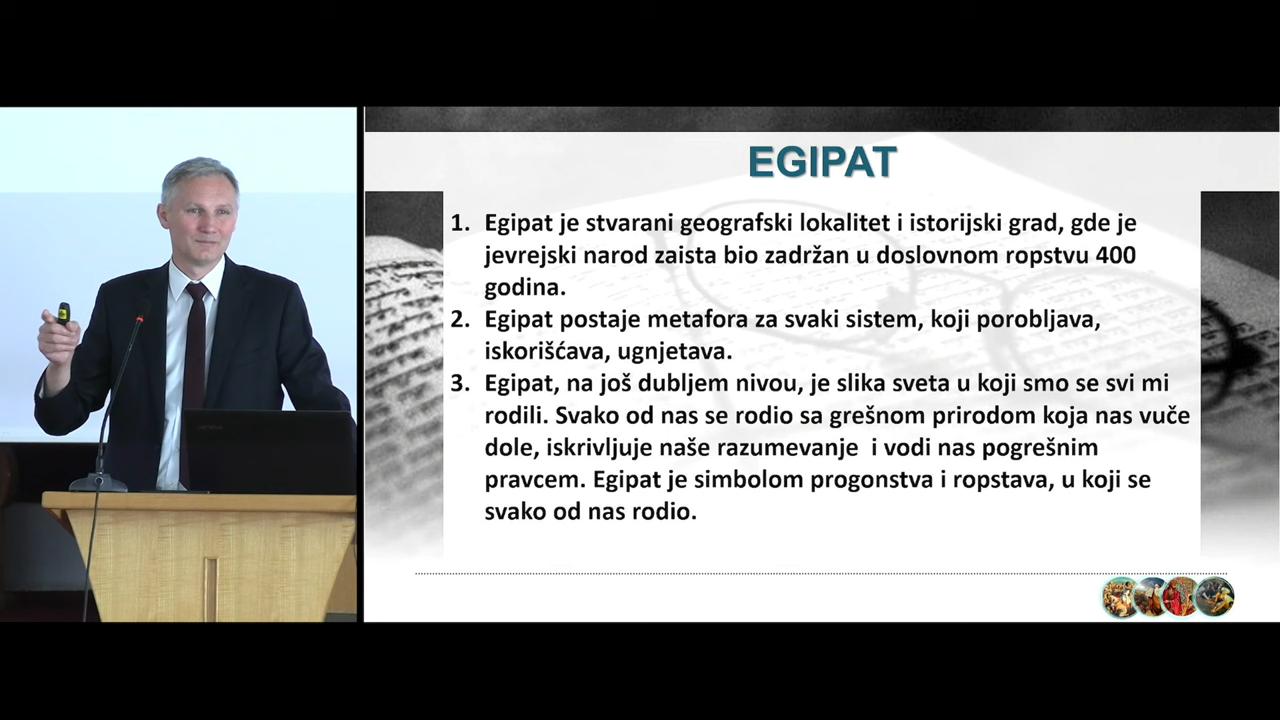 EGIPAT
1. Egipat je stvarani geografski lokalitet i istorijski grad, gde je
jevrejski narod zaista bio zadržan u doslovnom ropstvu 400
godina.
2. Egipat postaje metafora za svaki sistem, koji porobljava,
iskorišćava, ugnjetava.
3. Egipat, na još dubljem nivou, je slika sveta u koji smo se svi mi
rodili. Svako od nas se rodio sa grešnom prirodom koja nas vuče
dole, iskrivljuje naše razumevanje i vodi nas pogrešnim
pravcem. Egipat je simbolom progonstva i ropstava, u koji se
svako od nas rodio.